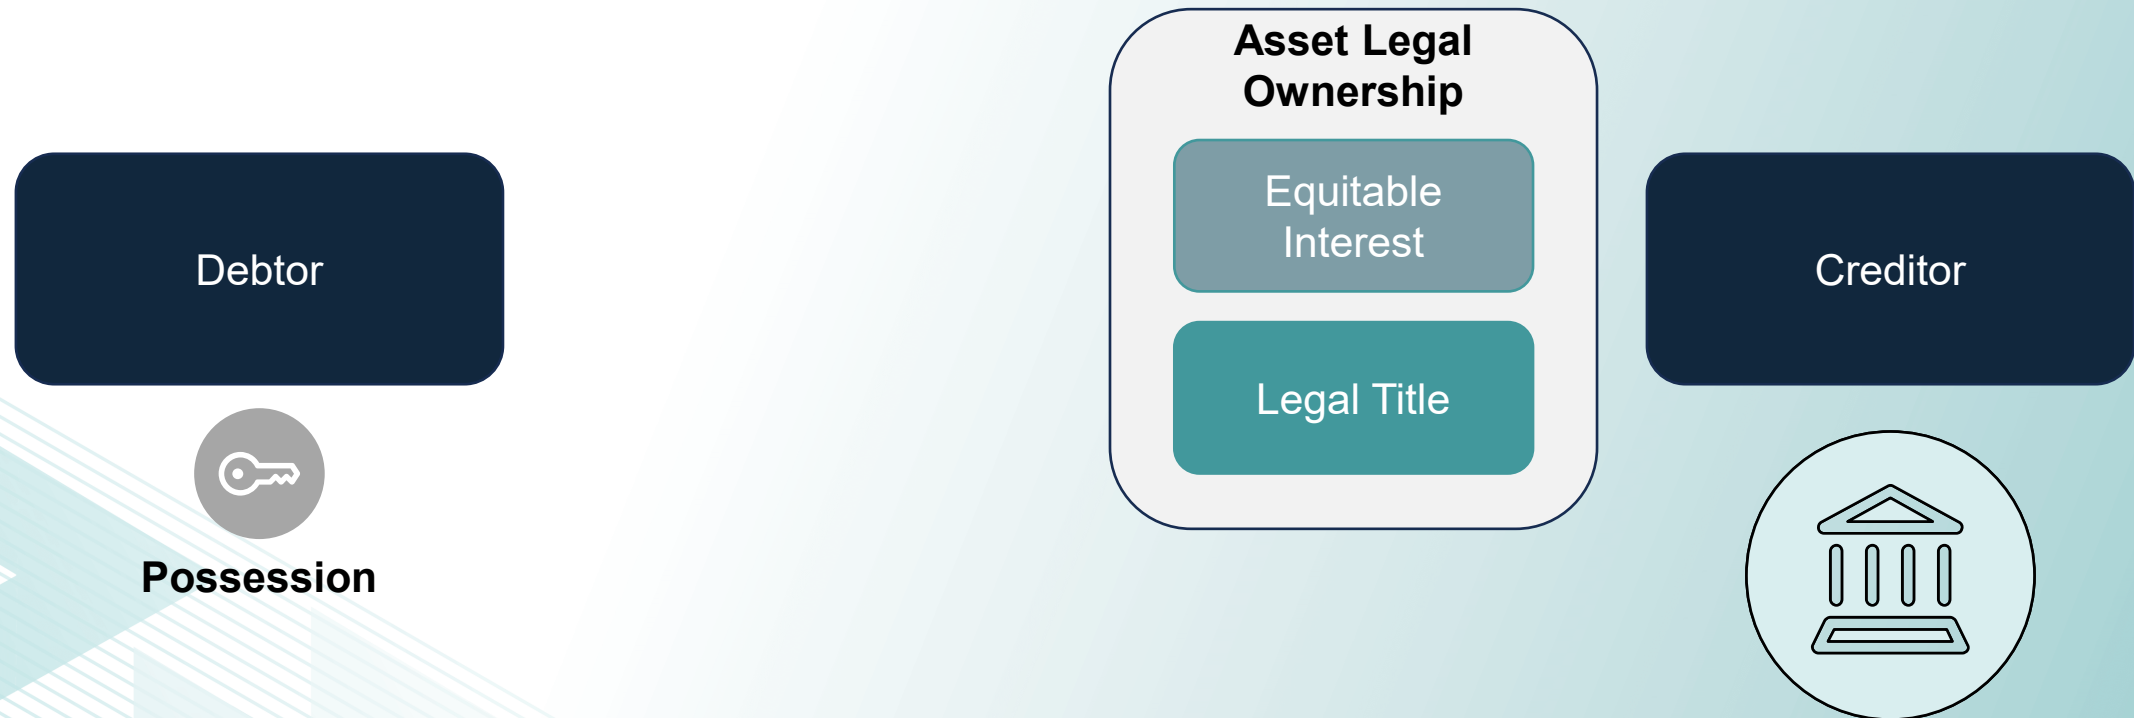 Asset Legal
Ownership
Equitable
Interest
Debtor
Creditor
Legal Title
Possession